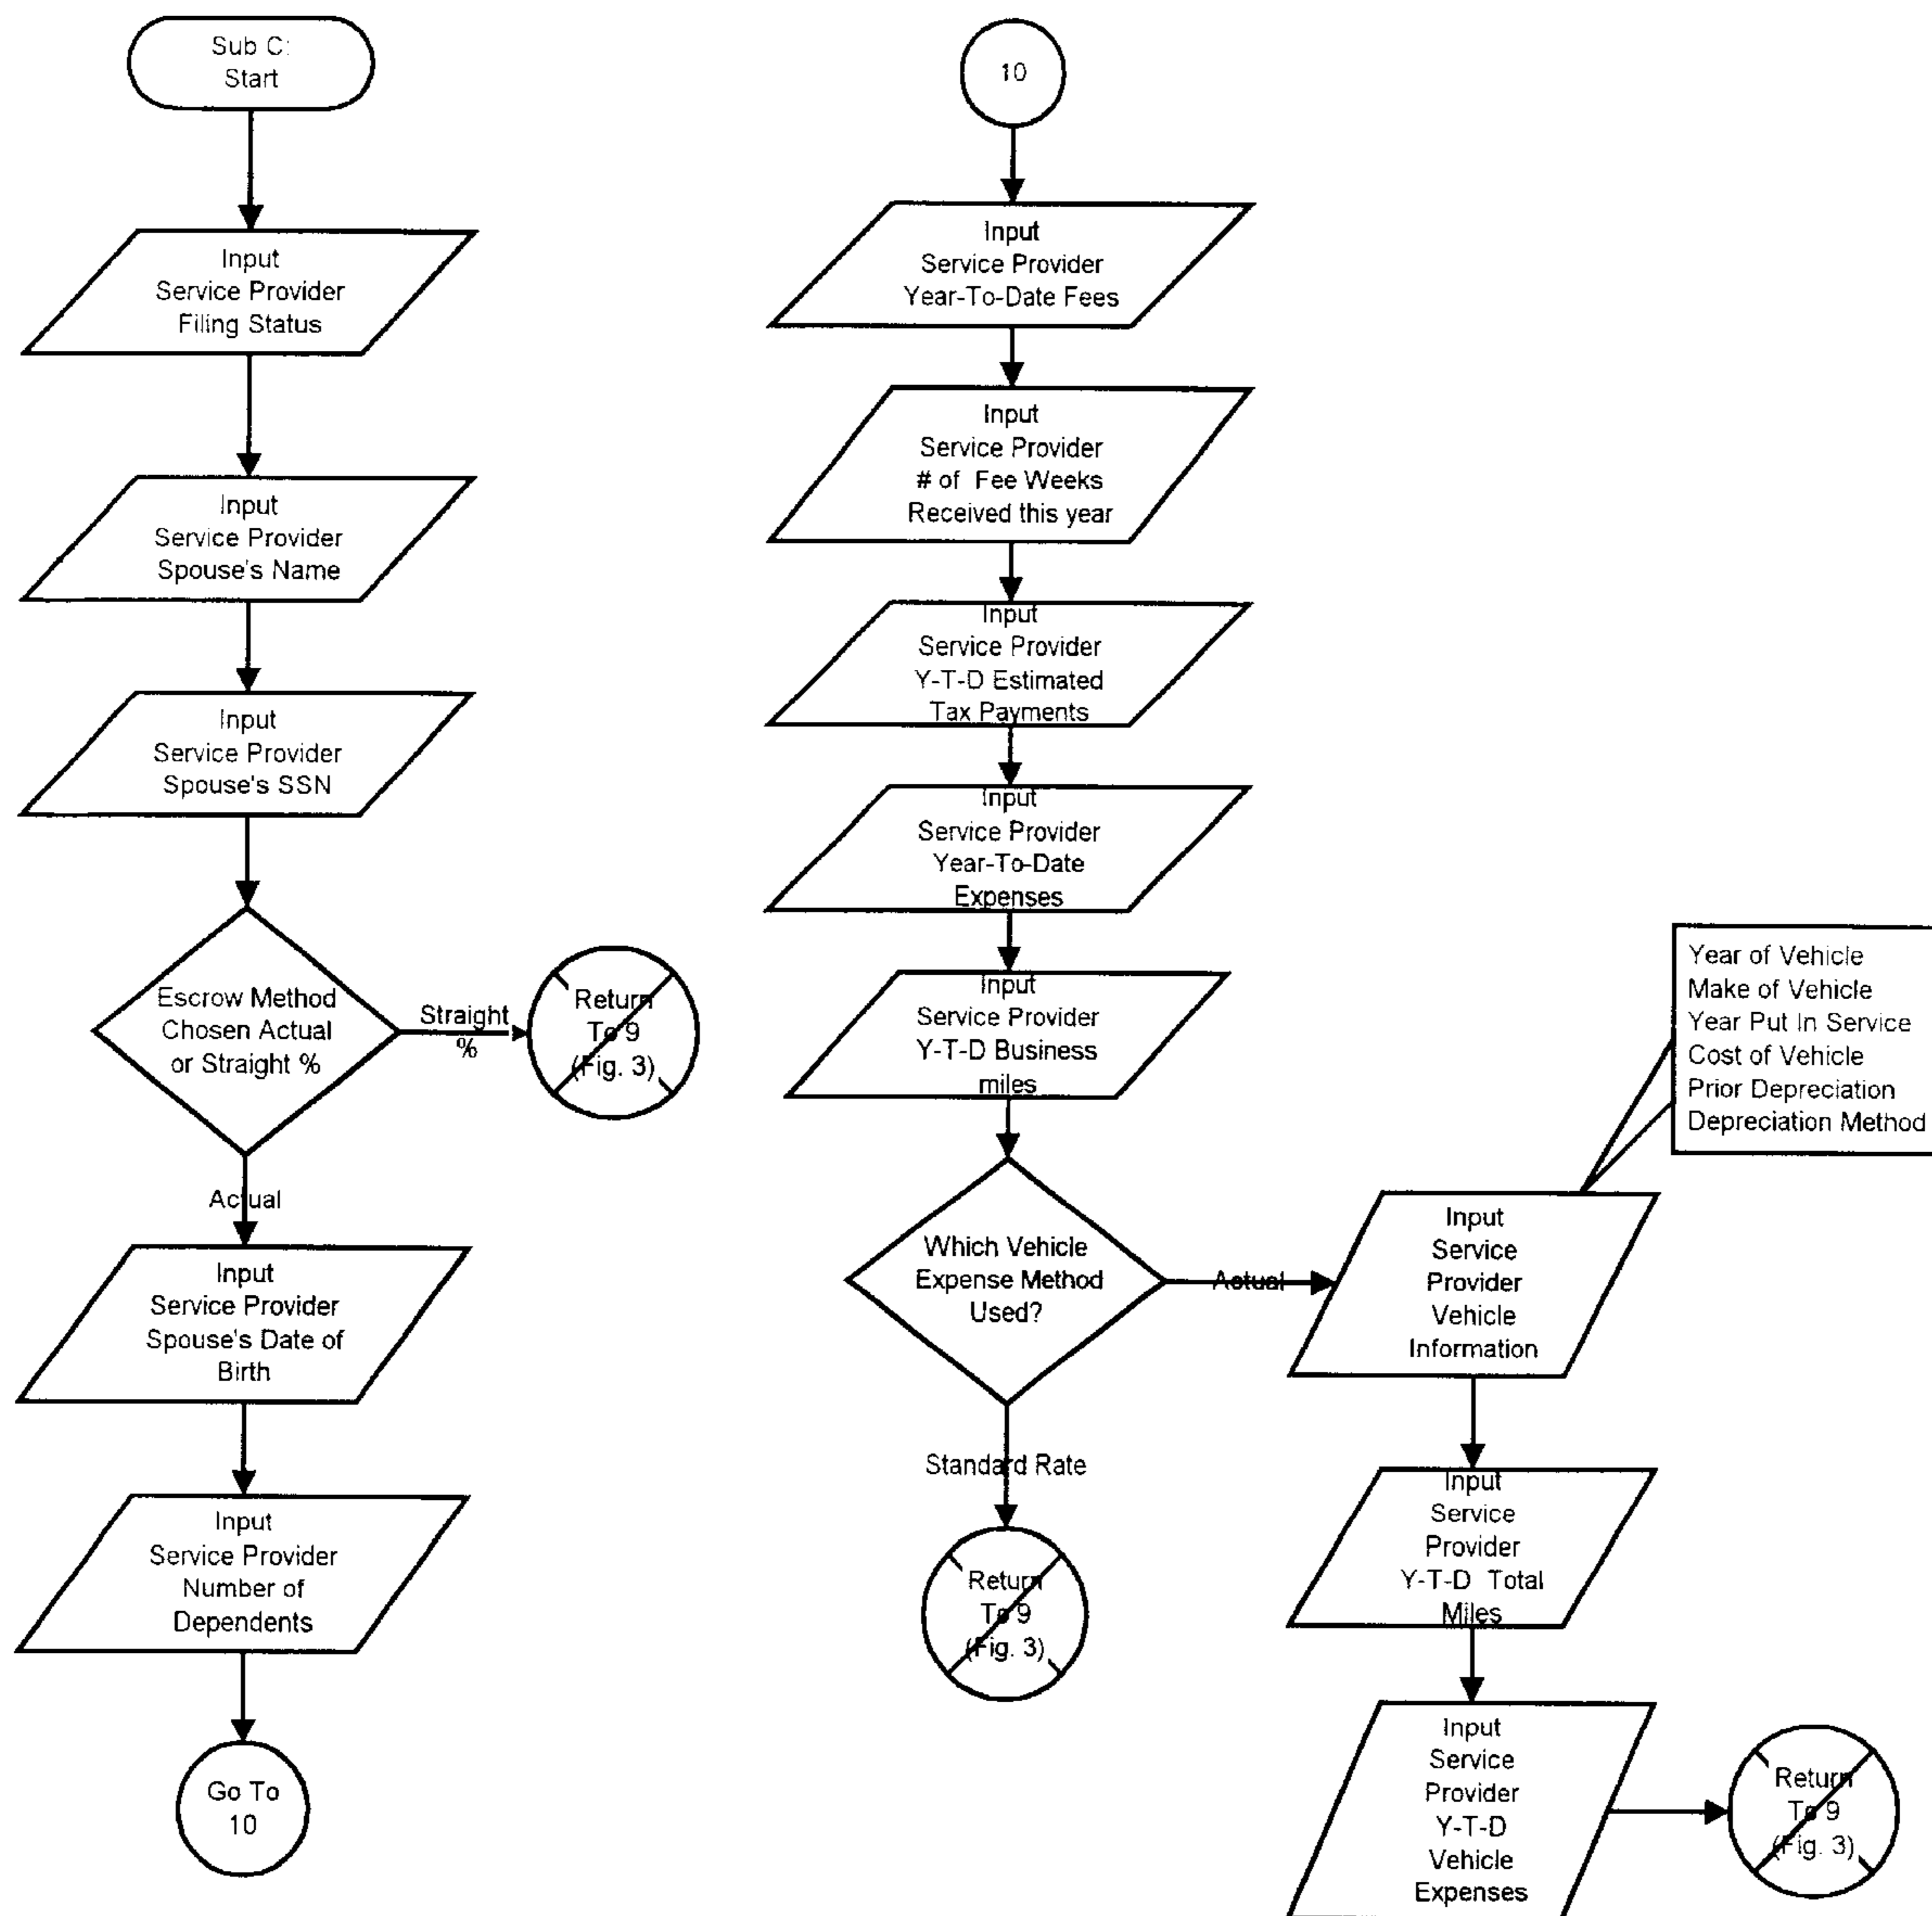 Sub C:
Start
Input
Service Provider
Filing Status
Input
Service Provider
Spouse's Name
Input
Service Provider
Spouse's SSN
Escrow Method
Chosen Actual
or Straight %
Straight
%
Return
To 9
(Fig. 3)
Actual
Input
Service Provider
Spouse's Date of
Birth
Input
Service Provider
Number of
Dependents
Go To
10
10
Input
Service Provider
Year-To-Date Fees
Input
Service Provider
# of Fee Weeks
Received this year
Input
Service Provider
Y-T-D Estimated
Tax Payments
Input
Service Provider
Year-To-Date
Expenses
Input
Service Provider
Y-T-D Business
miles
Which Vehicle
Expense Method
Used?
Actual
Standard Rate
Return
To 9
(Fig. 3)
Year of Vehicle
Make of Vehicle
Year Put In Service
Cost of Vehicle
Prior Depreciation
Depreciation Method
Input
Service
Provider
Vehicle
Information
Input
Service
Provider
Y-T-D Total
Miles
Input
Service
Provider
Y-T-D
Vehicle
Expenses
Return
To 9
(Fig. 3)